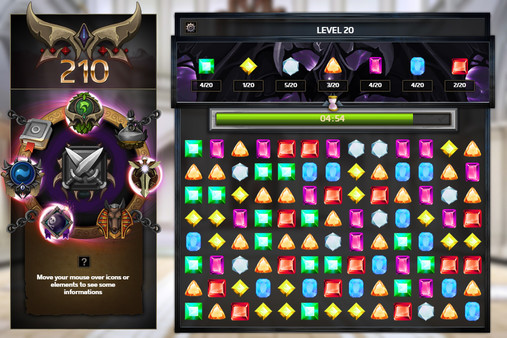 210
LEVEL 20
4/20 1/20 5/20 3/20 4/20 4/20 2/20
04:54
?
Move your mouse over icons or
elements to see some
informations